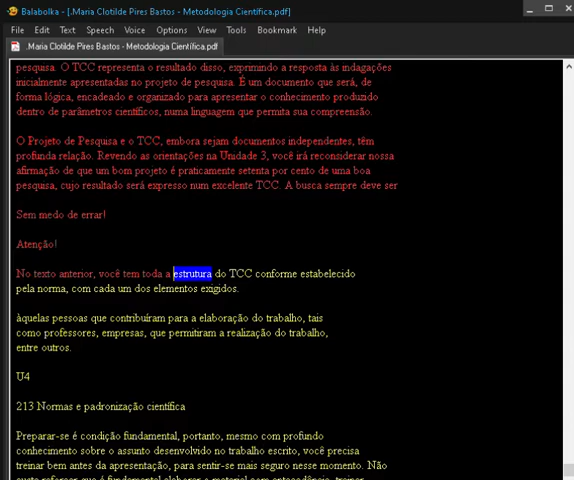 Balabolka - [.Maria Clotilde Pires Bastos - Metodologia Científica.pdf]
File Edit Text Speech Voice Options View Tools Bookmark Help
.Maria Clotilde Pires Bastos - Metodologia Científica.pdf
pesquisa. O TCC representa o resultado disso, exprimindo a resposta às indagações
inicialmente apresentadas no projeto de pesquisa. É um documento que será, de
forma lógica, encadeado e organizado para apresentar o conhecimento produzido
dentro de parâmetros científicos, numa linguagem que permita sua compreensão.
O Projeto de Pesquisa e o TCC, embora sejam documentos independentes, têm
profunda relação. Revendo as orientações na Unidade 3, você irá reconsiderar nossa
afirmação de que um bom projeto é praticamente setenta por cento de uma boa
pesquisa, cujo resultado será expresso num excelente TCC. A busca sempre deve ser
Sem medo de errar!
Atenção!
No texto anterior, você tem toda a estrutura do TCC conforme estabelecido
pela norma, com cada um dos elementos exigidos.
àquelas pessoas que contribuíram para a elaboração do trabalho, tais
como professores, empresas, que permitiram a realização do trabalho,
entre outros.
U4
213 Normas e padronização científica
Preparar-se é condição fundamental, portanto, mesmo com profundo
conhecimento sobre o assunto desenvolvido no trabalho escrito, você precisa
treinar bem antes da apresentação, para sentir-se mais seguro nesse momento. Não